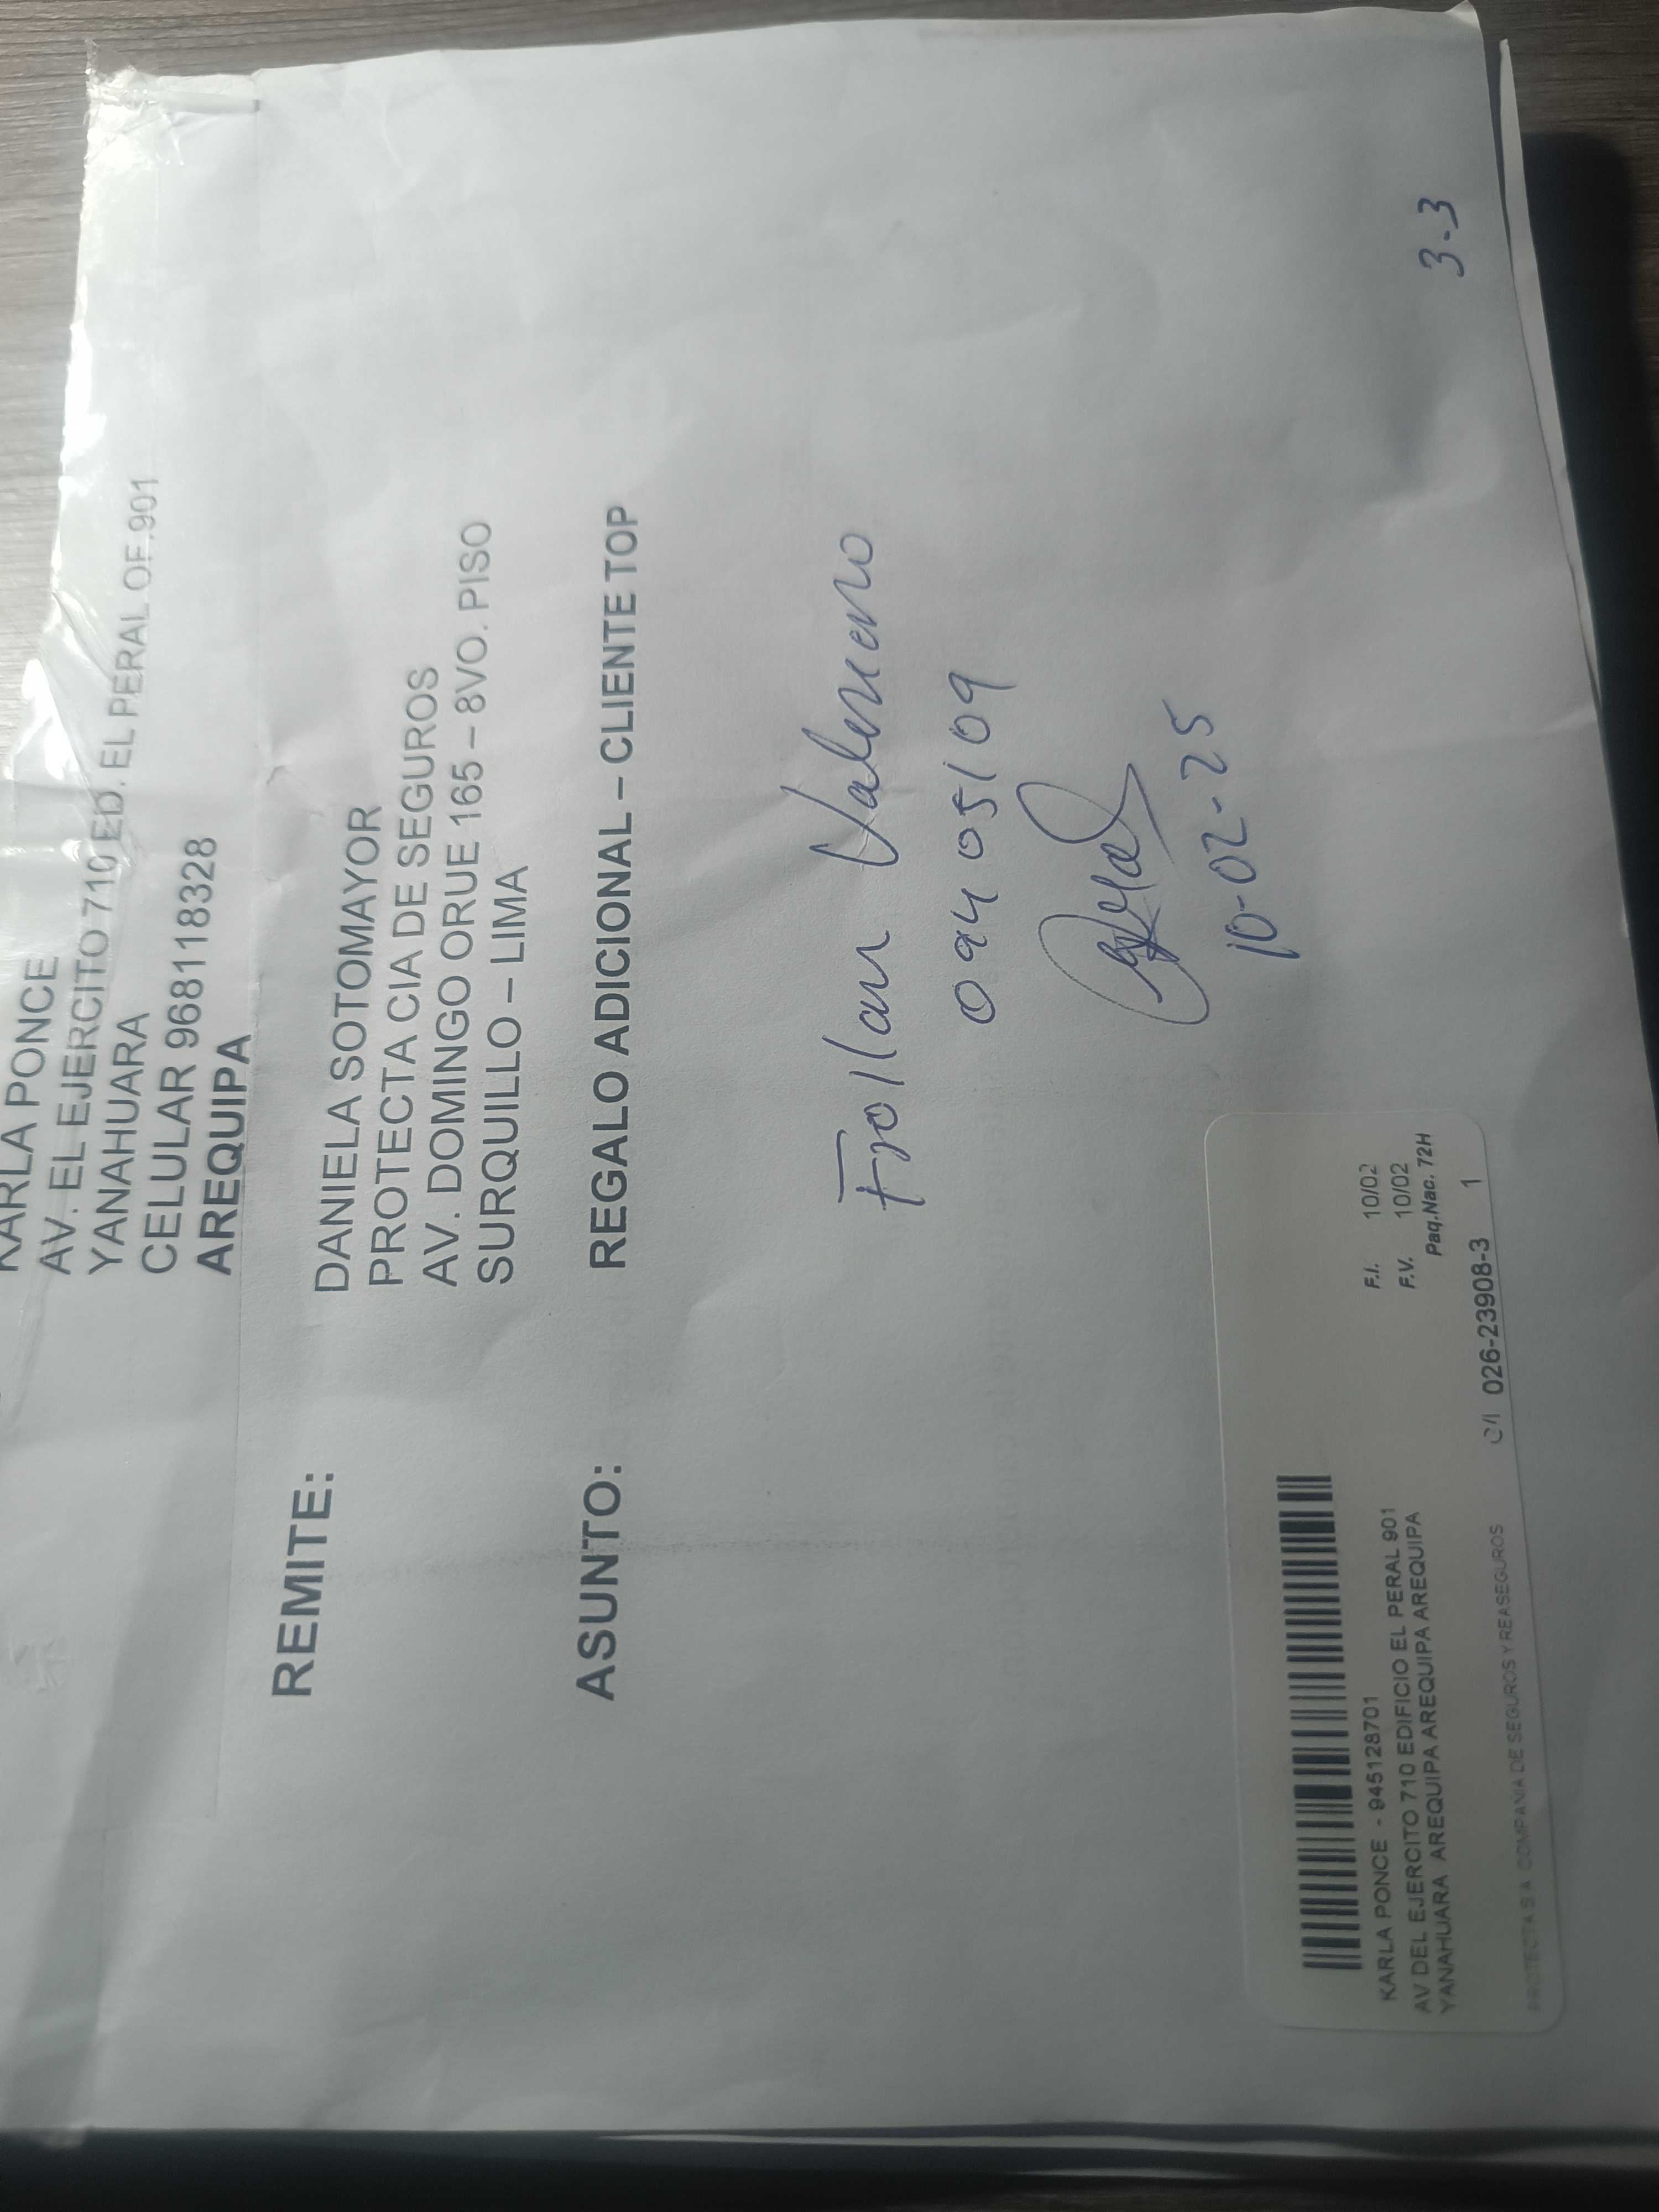 KARLA PONCE
AV. EL EJERCITO 710 ED. EL PERAL OF.901
YANAHUARA
CELULAR 968118328
AREQUIPA
REMITE: DANIELA SOTOMAYOR
PROTECTA CIA DE SEGUROS
AV. DOMINGO ORUE 165 – 8VO. PISO
SURQUILLO – LIMA
ASUNTO: REGALO ADICIONAL – CLIENTE TOP
Froilan
09405109
10-02-25
3-3
F.I. 10/02
F.V. 10/02
Paq.Nac. 72H
KARLA PONCE - 945128701
AV DEL EJERCITO 710 EDIFICIO EL PERAL 901
YANAHUARA AREQUIPA AREQUIPA AREQUIPA
026-23908-3 1
PROTECTA S.A. COMPAÑIA DE SEGUROS Y REASEGUROS